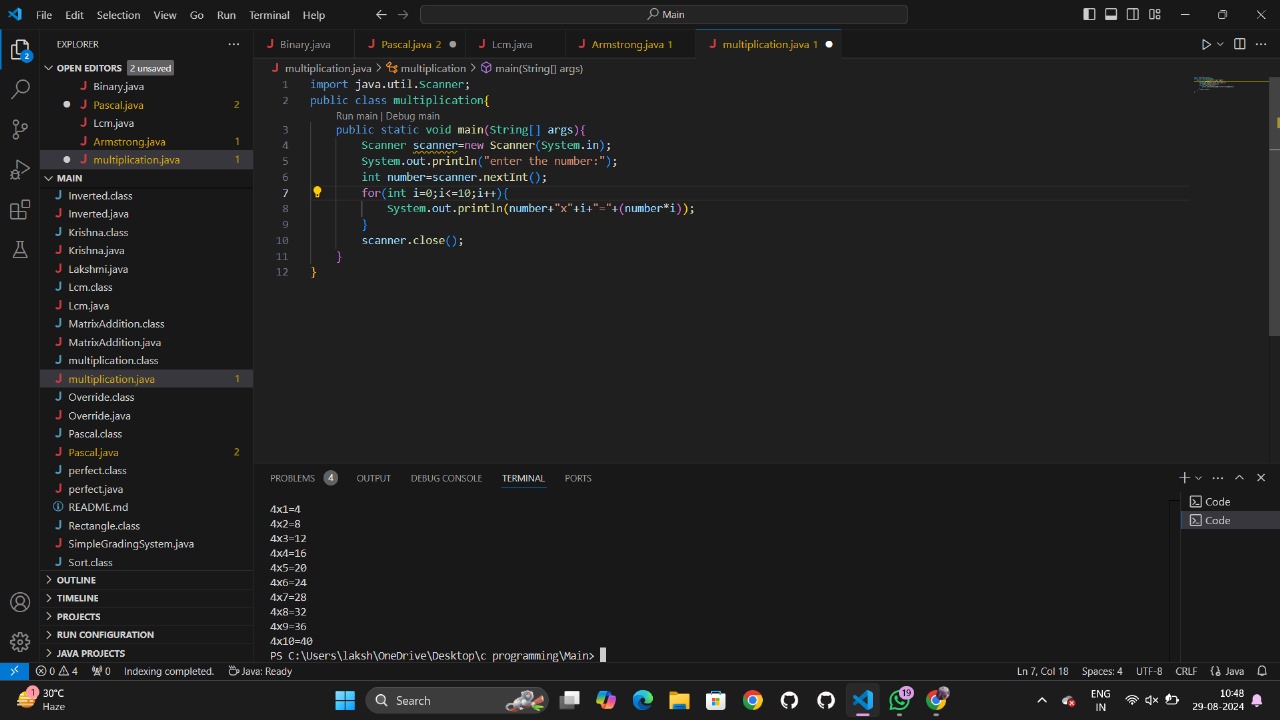 File Edit Selection View Go Run Terminal Help
Main
EXPLORER
Binary.java
Pascal.java 2
Lcm.java
Armstrong.java 1
multiplication.java 1
OPEN EDITORS 2 unsaved
Binary.java
Pascal.java 2
Lcm.java
Armstrong.java 1
multiplication.java 1
MAIN
Inverted.class
Inverted.java
Krishna.class
Krishna.java
Lakshmi.java
Lcm.class
Lcm.java
MatrixAddition.class
MatrixAddition.java
multiplication.class
multiplication.java 1
Override.class
Override.java
Pascal.class
Pascal.java 2
perfect.class
perfect.java
README.md
Rectangle.class
SimpleGradingSystem.java
Sort.class
OUTLINE
TIMELINE
PROJECTS
RUN CONFIGURATION
JAVA PROJECTS
multiplication.java > multiplication > main(String[] args)
1 import java.util.Scanner;
2 public class multiplication{
Run main | Debug main
3 public static void main(String[] args){
4 Scanner scanner=new Scanner(System.in);
5 System.out.println("enter the number:");
6 int number=scanner.nextInt();
7 for(int i=0;i<=10;i++){
8 System.out.println(number+"x"+i+"="+(number*i));
9 }
10 scanner.close();
11 }
12 }
PROBLEMS 4 OUTPUT DEBUG CONSOLE TERMINAL PORTS
4x1=4
4x2=8
4x3=12
4x4=16
4x5=20
4x6=24
4x7=28
4x8=32
4x9=36
4x10=40
PS C:\Users\laksh\OneDrive\Desktop\c programming\Main>
Code
Code
2
0 4 0 Indexing completed. Java: Ready
Ln 7, Col 18 Spaces: 4 UTF-8 CRLF {} Java
1
30°C
Haze
Search
19
ENG
IN
10:48
29-08-2024